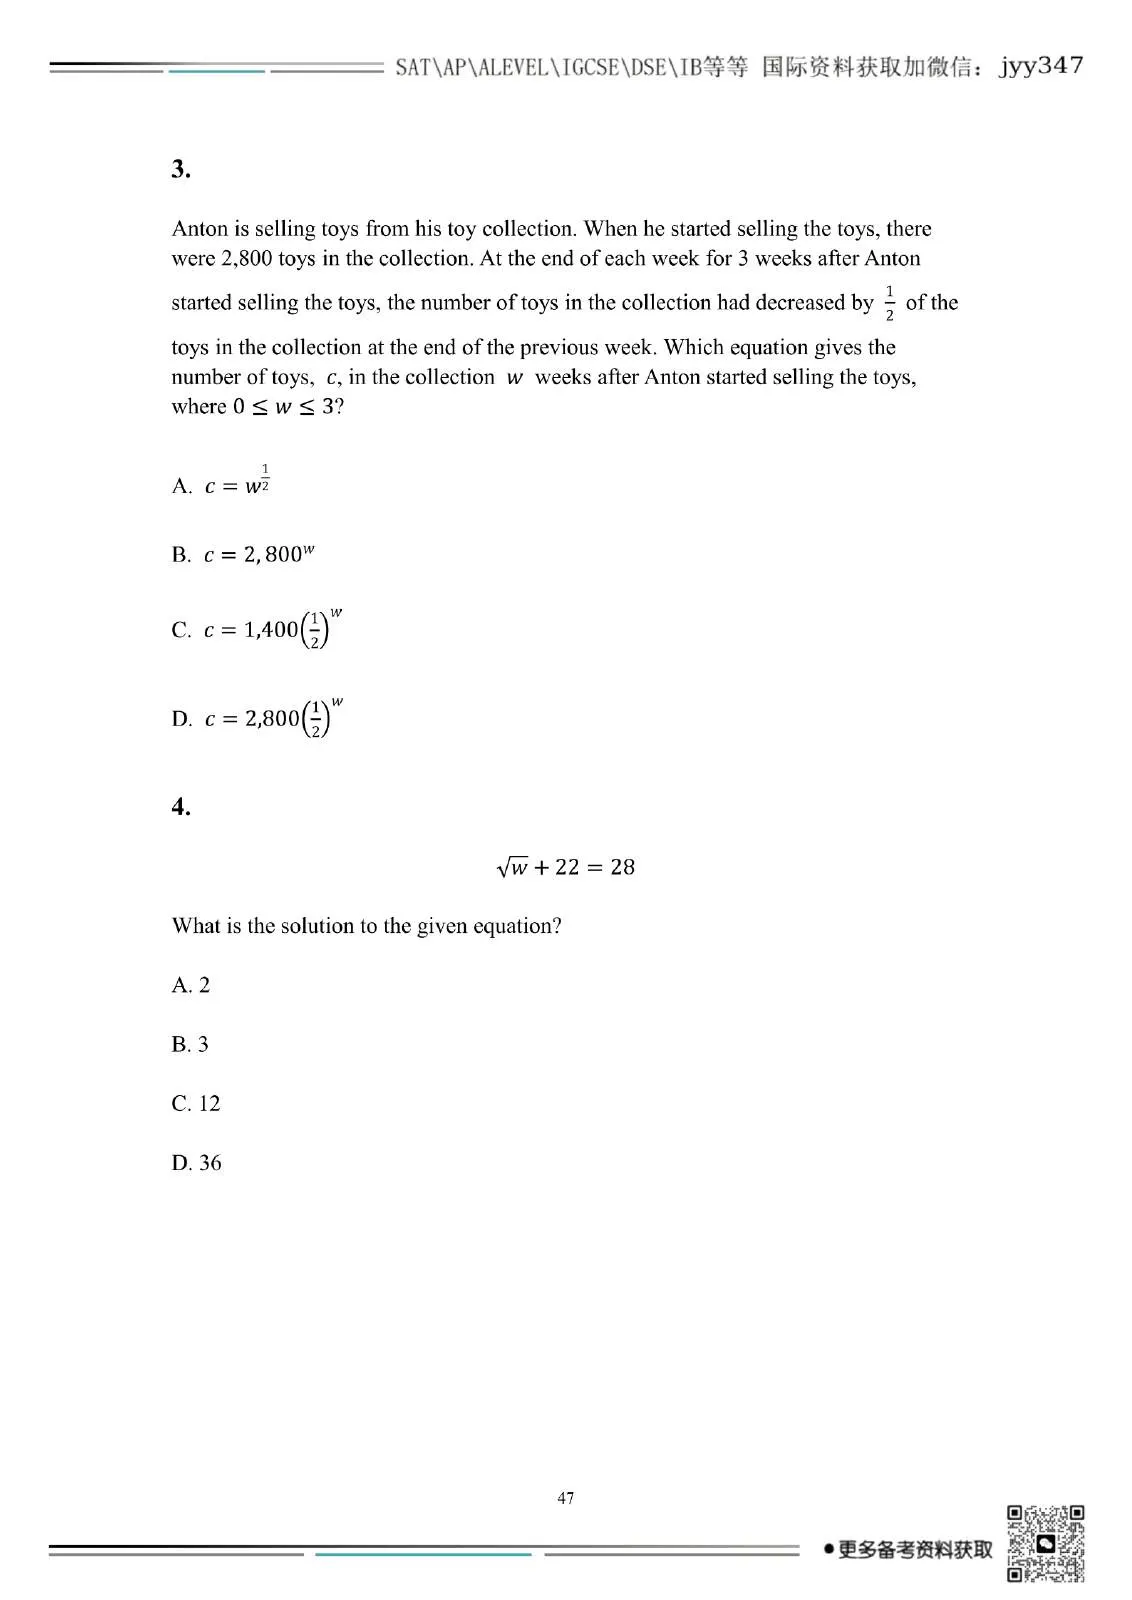 SAT\AP\ALEVEL\IGCSE\DSE\IB等等 国际资料获取加微信： jyy347
3.
Anton is selling toys from his toy collection. When he started selling the toys, there
were 2,800 toys in the collection. At the end of each week for 3 weeks after Anton
started selling the toys, the number of toys in the collection had decreased by 1/2 of the
toys in the collection at the end of the previous week. Which equation gives the
number of toys, c, in the collection w weeks after Anton started selling the toys,
where 0 ≤ w ≤ 3?
A. c = w^(1/2)
B. c = 2,800^w
C. c = 1,400(1/2)^w
D. c = 2,800(1/2)^w
4.
√w + 22 = 28
What is the solution to the given equation?
A. 2
B. 3
C. 12
D. 36
47
●更多备考资料获取